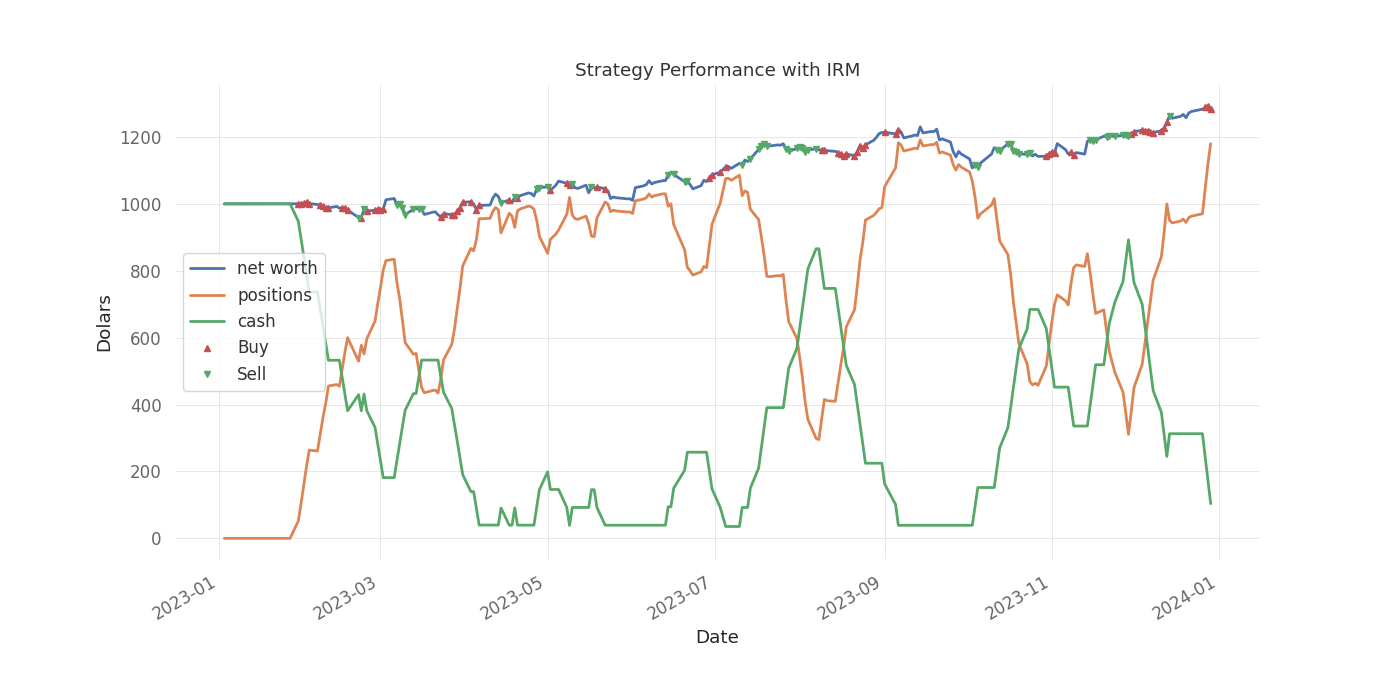 Strategy Performance with IRM
Dolars
1200
1000
800
600
400
200
0
net worth
positions
cash
Buy
Sell
2023-01
2023-03
2023-05
2023-07
2023-09
2023-11
2024-01
Date